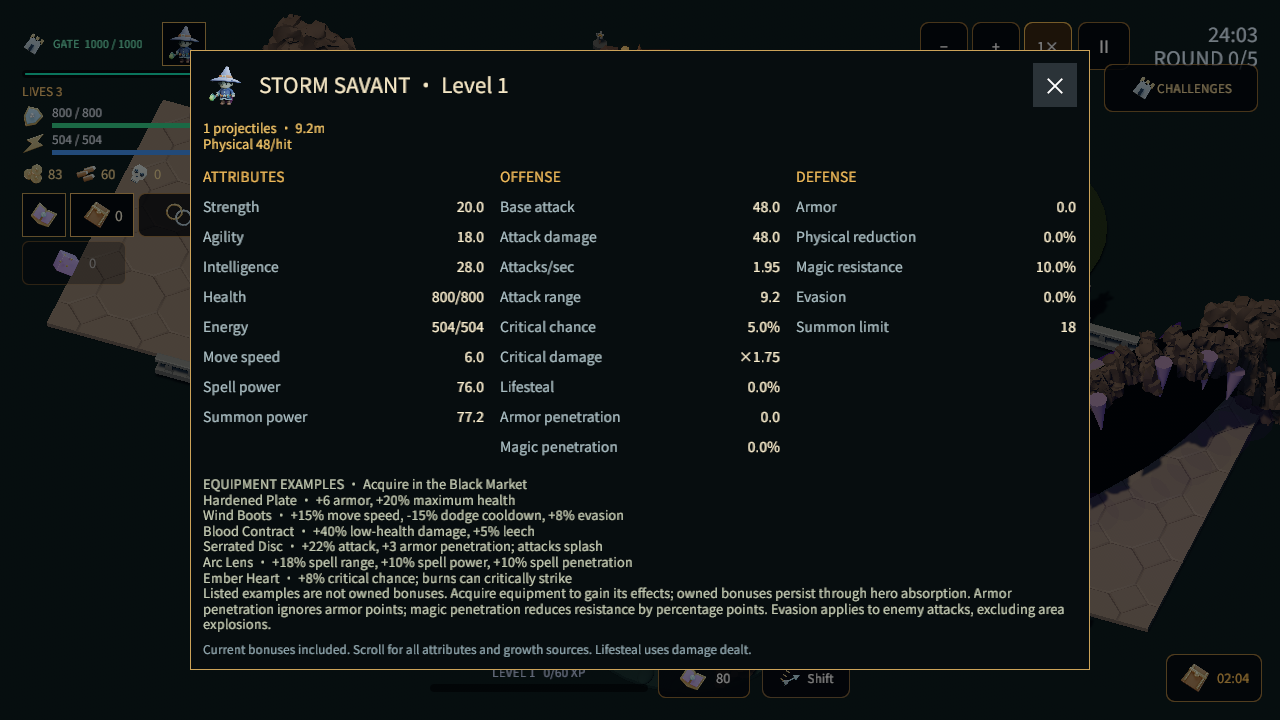 GATE 1000 / 1000
− + 1× II
24:03
ROUND 0/5
CHALLENGES
LIVES 3
800 / 800
504 / 504
83 60 0
0
0
STORM SAVANT • Level 1
1 projectiles • 9.2m
Physical 48/hit
ATTRIBUTES
Strength 20.0
Agility 18.0
Intelligence 28.0
Health 800/800
Energy 504/504
Move speed 6.0
Spell power 76.0
Summon power 77.2
OFFENSE
Base attack 48.0
Attack damage 48.0
Attacks/sec 1.95
Attack range 9.2
Critical chance 5.0%
Critical damage ×1.75
Lifesteal 0.0%
Armor penetration 0.0
Magic penetration 0.0%
DEFENSE
Armor 0.0
Physical reduction 0.0%
Magic resistance 10.0%
Evasion 0.0%
Summon limit 18
EQUIPMENT EXAMPLES • Acquire in the Black Market
Hardened Plate • +6 armor, +20% maximum health
Wind Boots • +15% move speed, -15% dodge cooldown, +8% evasion
Blood Contract • +40% low-health damage, +5% leech
Serrated Disc • +22% attack, +3 armor penetration; attacks splash
Arc Lens • +18% spell range, +10% spell power, +10% spell penetration
Ember Heart • +8% critical chance; burns can critically strike
Listed examples are not owned bonuses. Acquire equipment to gain its effects; owned bonuses persist through hero absorption. Armor
penetration ignores armor points; magic penetration reduces resistance by percentage points. Evasion applies to enemy attacks, excluding area
explosions.
Current bonuses included. Scroll for all attributes and growth sources. Lifesteal uses damage dealt.
LEVEL 1 0/60 XP
80
Shift
02:04